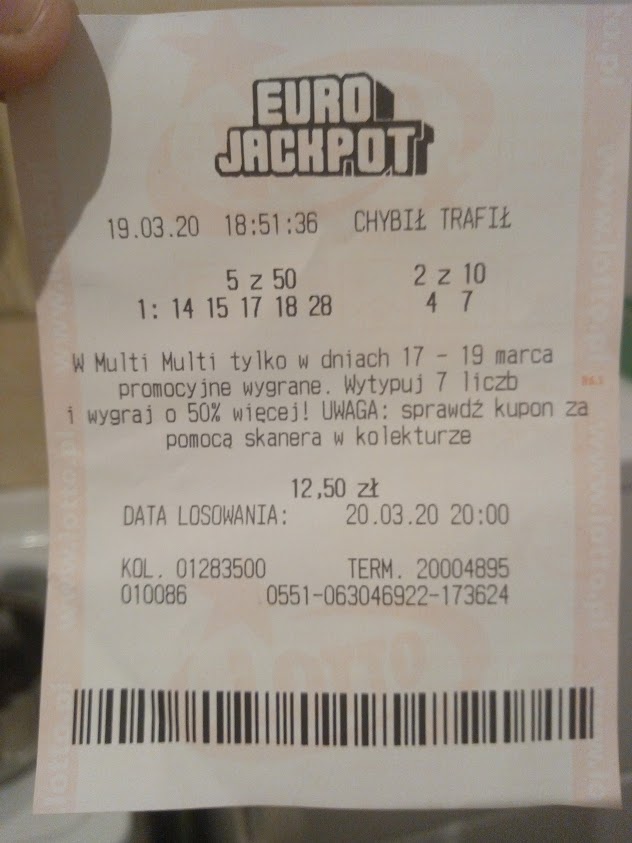 EURO
JACKPOT
19.03.20 18:51:36 CHYBIŁ TRAFIŁ
5 z 50 2 z 10
1: 14 15 17 18 28 4 7
W Multi Multi tylko w dniach 17 - 19 marca
promocyjne wygrane. Wytypuj 7 liczb
i wygraj o 50% więcej! UWAGA: sprawdź kupon za
pomocą skanera w kolekturze
12,50 zł
DATA LOSOWANIA: 20.03.20 20:00
KOL. 01283500 TERM. 20004895
010086 0551-063046922-173624
www.lotto.pl